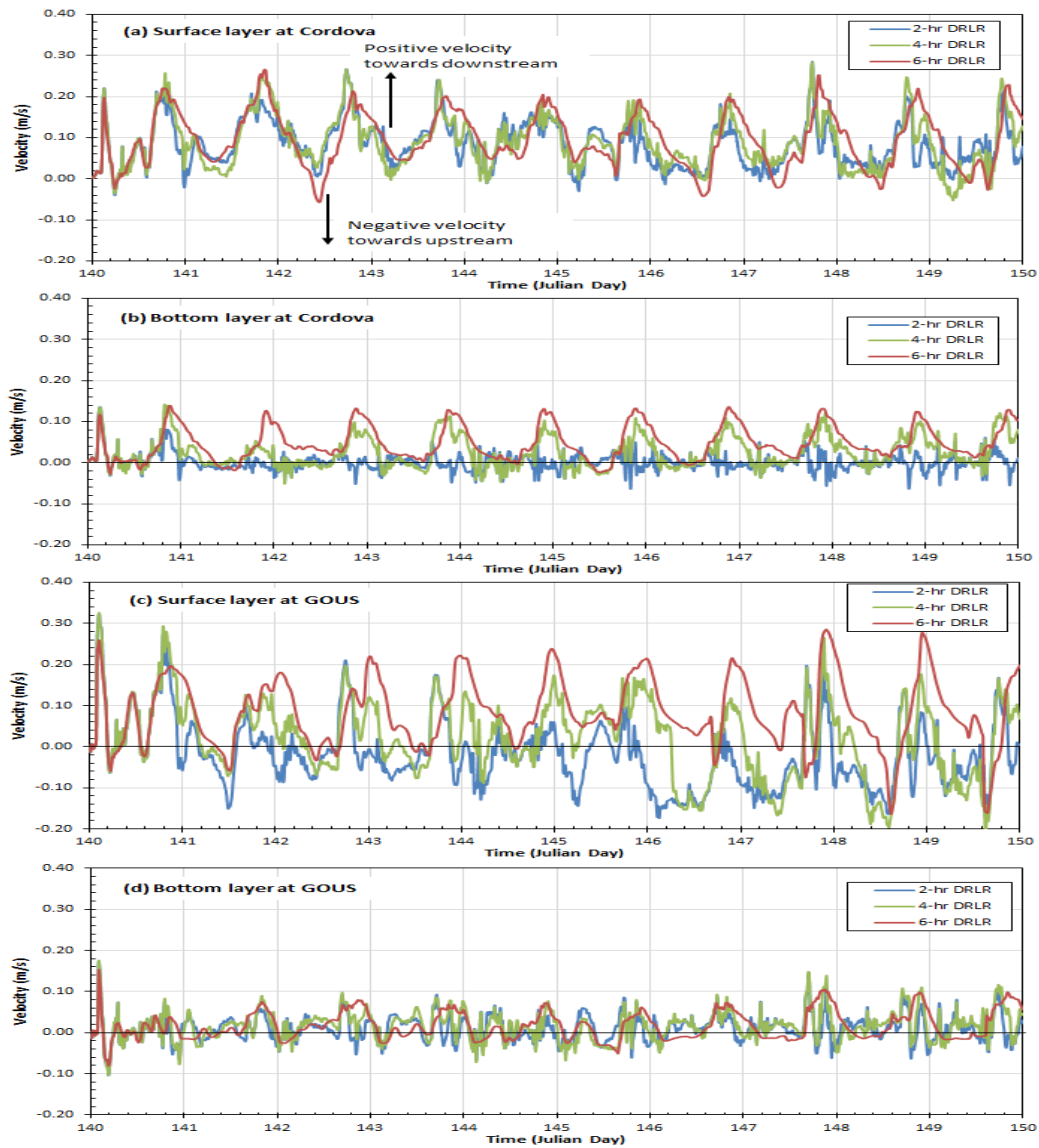 (a) Surface layer at Cordova
Positive velocity
towards downstream
Negative velocity
towards upstream
2-hr DRLR
4-hr DRLR
6-hr DRLR
Velocity (m/s)
0.40
0.30
0.20
0.10
0.00
-0.10
-0.20
140 141 142 143 144 145 146 147 148 149 150
Time (Julian Day)
(b) Bottom layer at Cordova
2-hr DRLR
4-hr DRLR
6-hr DRLR
Velocity (m/s)
0.40
0.30
0.20
0.10
0.00
-0.10
-0.20
140 141 142 143 144 145 146 147 148 149 150
Time (Julian Day)
(c) Surface layer at GOUS
2-hr DRLR
4-hr DRLR
6-hr DRLR
Velocity (m/s)
0.40
0.30
0.20
0.10
0.00
-0.10
-0.20
140 141 142 143 144 145 146 147 148 149 150
Time (Julian Day)
(d) Bottom layer at GOUS
2-hr DRLR
4-hr DRLR
6-hr DRLR
Velocity (m/s)
0.40
0.30
0.20
0.10
0.00
-0.10
-0.20
140 141 142 143 144 145 146 147 148 149 150
Time (Julian Day)